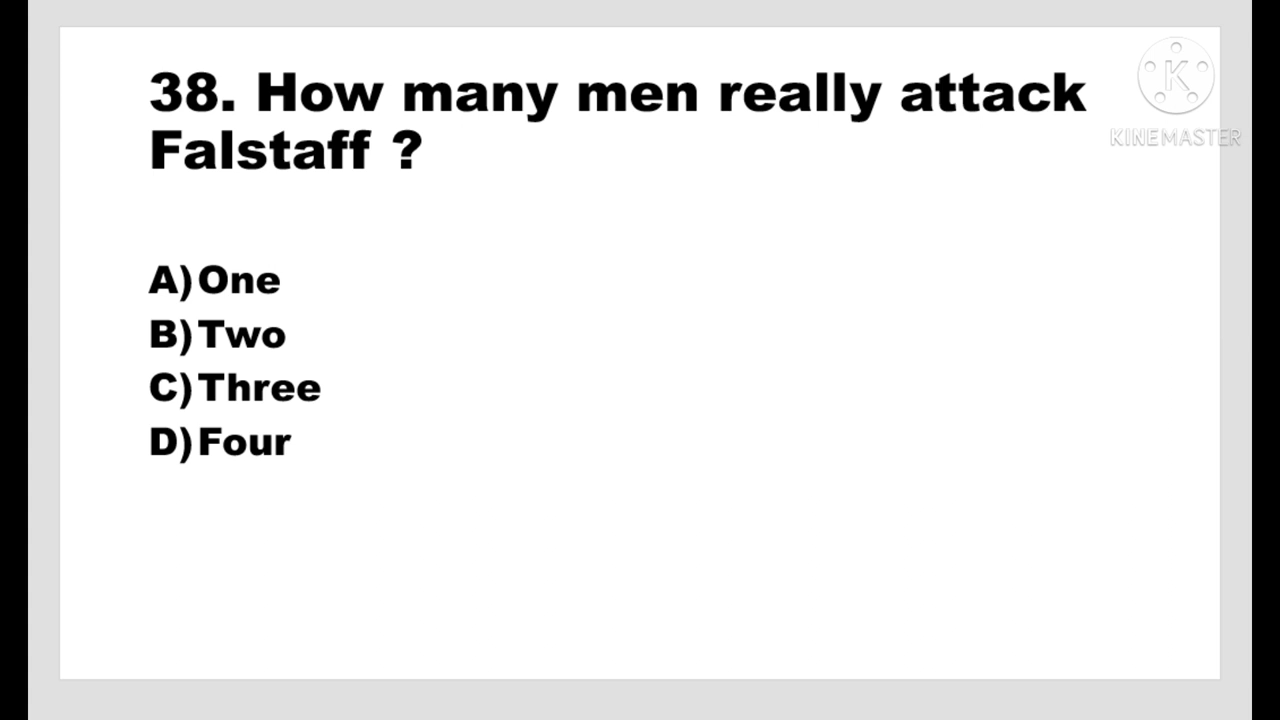 38. How many men really attack
Falstaff ?
K
KINEMASTER
A) One
B) Two
C) Three
D) Four